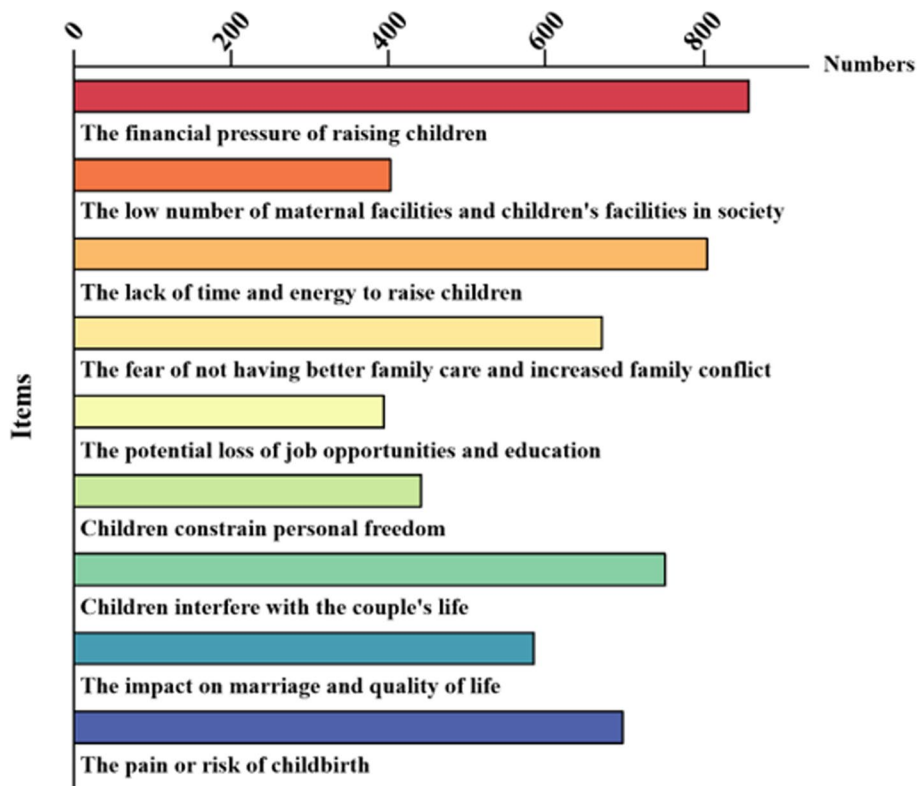 0 200 400 600 800
Numbers
The financial pressure of raising children
The low number of maternal facilities and children's facilities in society
The lack of time and energy to raise children
The fear of not having better family care and increased family conflict
Items
The potential loss of job opportunities and education
Children constrain personal freedom
Children interfere with the couple's life
The impact on marriage and quality of life
The pain or risk of childbirth